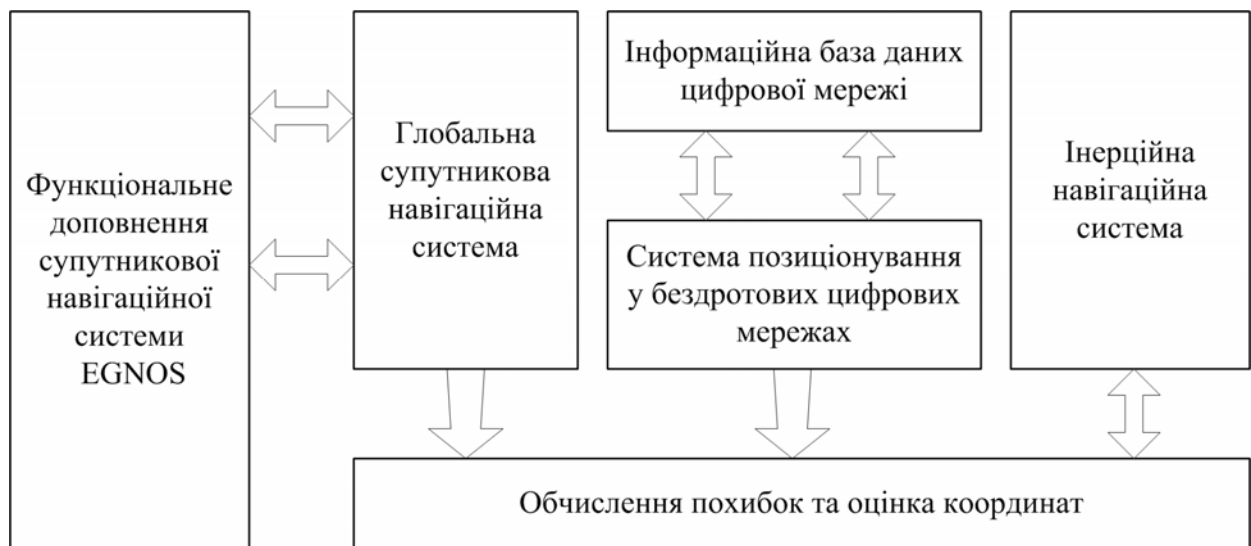 Функціональне
доповнення
супутникової
навігаційної
системи
EGNOS
Глобальна
супутникова
навігаційна
система
Інформаційна база даних
цифрової мережі
Система позиціонування
у бездротових цифрових
мережах
Інерційна
навігаційна
система
Обчислення похибок та оцінка координат